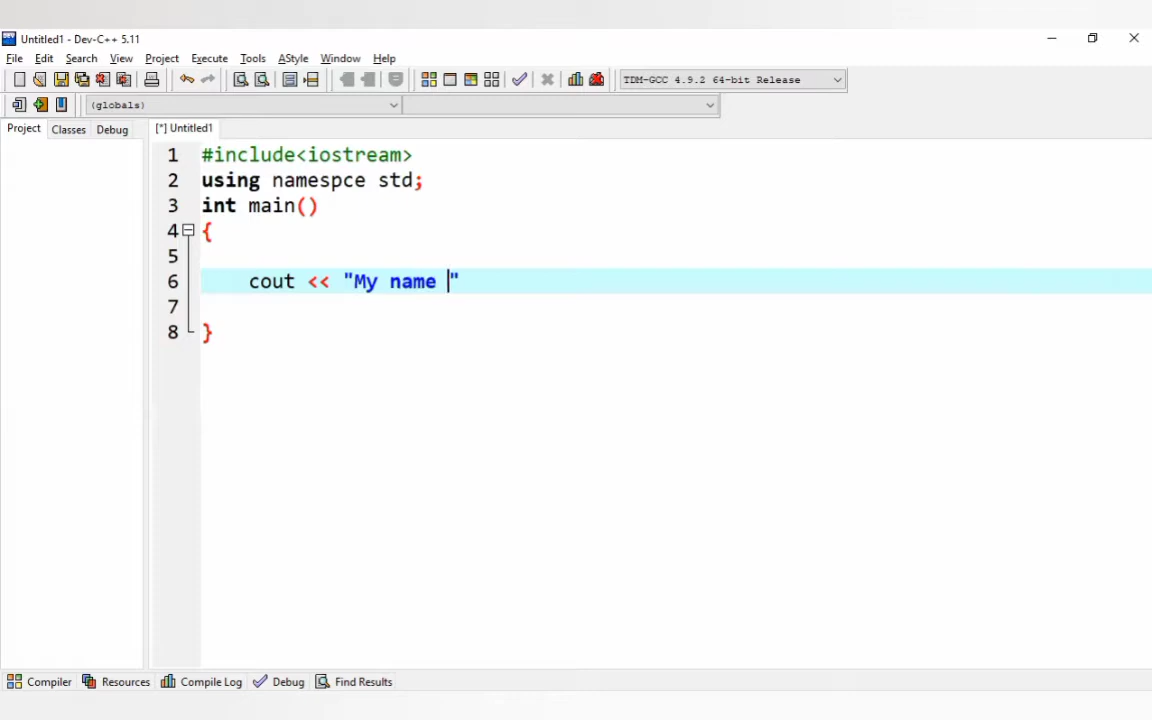 Untitled1 - Dev-C++ 5.11
File Edit Search View Project Execute Tools AStyle Window Help
TDM-GCC 4.9.2 64-bit Release
(globals)
Project Classes Debug [*] Untitled1
1 #include<iostream>
2 using namespce std;
3 int main()
4 {
5
6 cout << "My name "
7
8 }
Compiler Resources Compile Log Debug Find Results